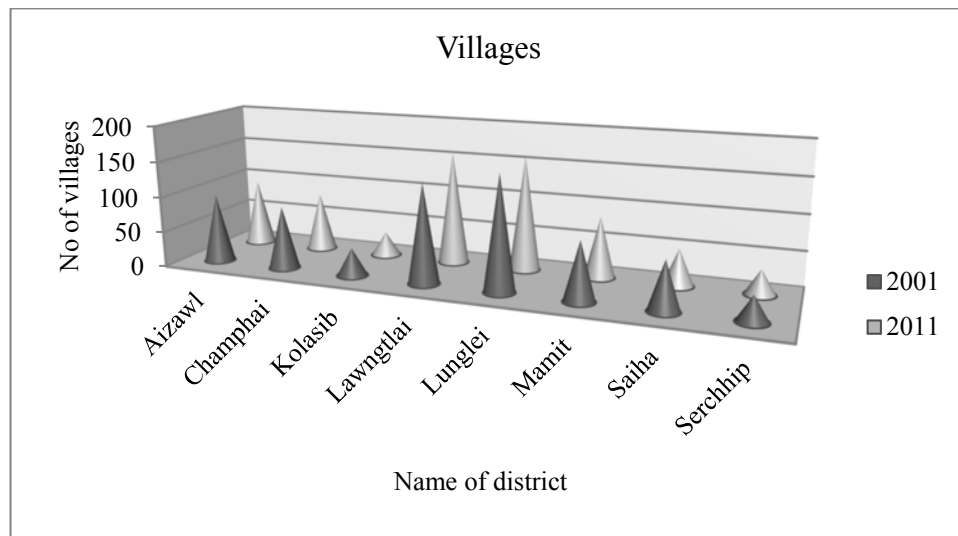 Villages
No of villages
200
150
100
50
0
Aizawl
Champhai
Kolasib
Lawngtlai
Lunglei
Mamit
Saiha
Serchhip
2001
2011
Name of district